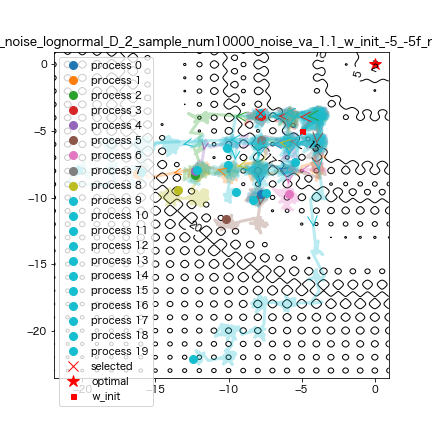 _noise_lognormal_D_2_sample_num10000_noise_va_1.1_w_init_-5_-5f_r
0
−5
−10
−15
−20
process 0
process 1
process 2
process 3
process 4
process 5
process 6
process 7
process 8
process 9
process 10
process 11
process 12
process 13
process 14
process 15
process 16
process 17
process 18
process 19
selected
optimal
w_init
5
−20
−15
−10
−5
0